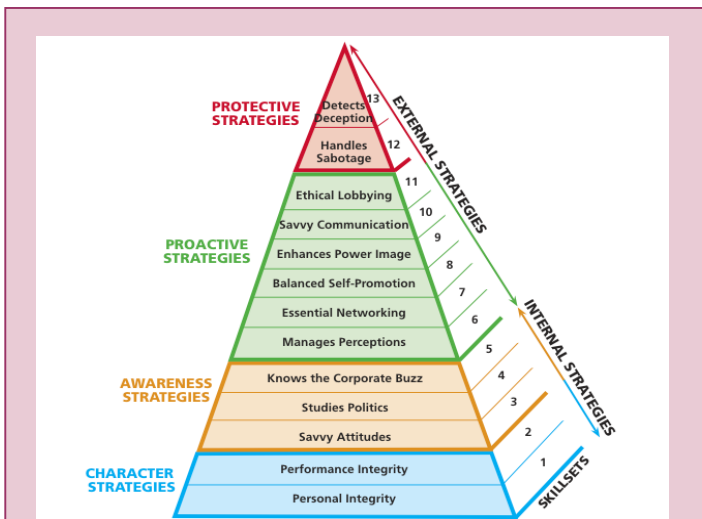 PROTECTIVE
STRATEGIES
Detects
Deception
13
Handles
Sabotage
12
EXTERNAL STRATEGIES
PROACTIVE
STRATEGIES
Ethical Lobbying
11
Savvy Communication
10
Enhances Power Image
9
Balanced Self-Promotion
8
Essential Networking
7
Manages Perceptions
6
INTERNAL STRATEGIES
AWARENESS
STRATEGIES
Knows the Corporate Buzz
5
Studies Politics
4
Savvy Attitudes
3
CHARACTER
STRATEGIES
Performance Integrity
2
Personal Integrity
1
SKILLSETS